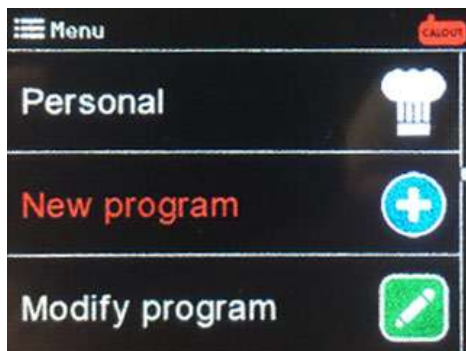 Menu
CALOUT
Personal
New program
Modify program